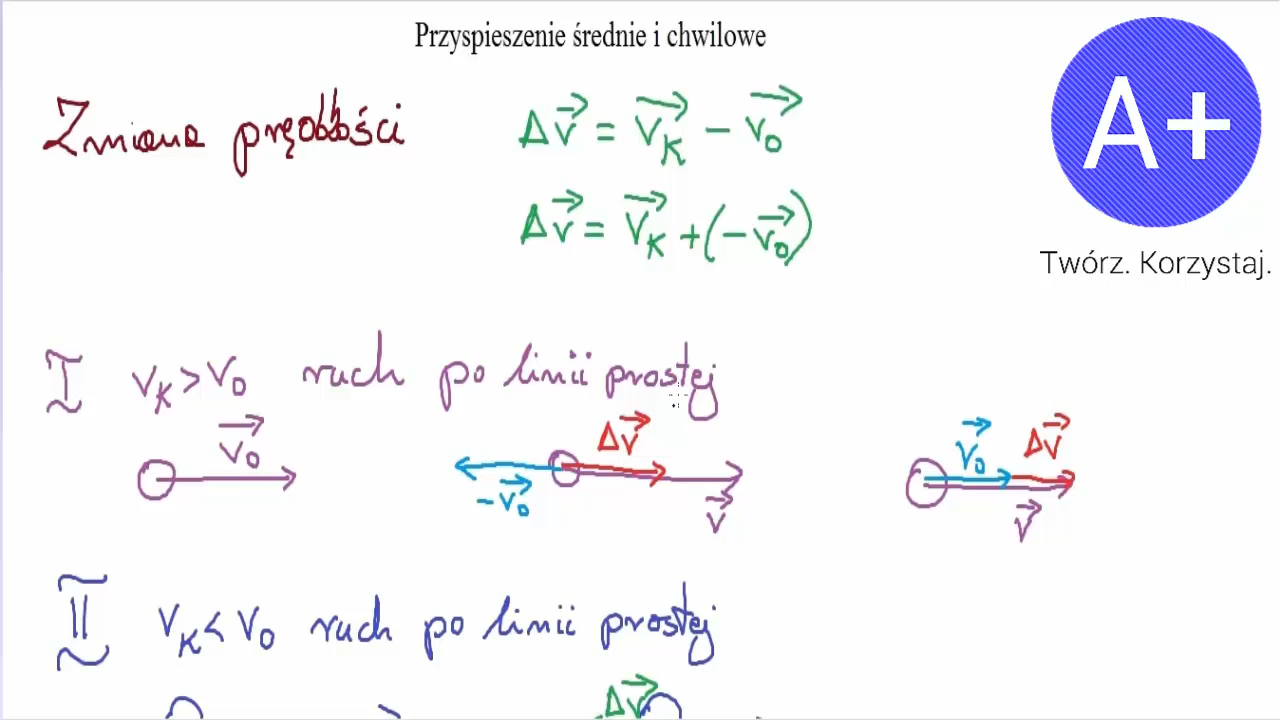 Przyspieszenie średnie i chwilowe
A+
Twórz. Korzystaj.
Zmiana prędkości
Δv⃗ = v⃗K − v⃗0
Δv⃗ = v⃗K + (−v⃗0)
I vK > v0 ruch po linii prostej
v⃗0
−v⃗0 Δv⃗ v⃗
v⃗0 Δv⃗ v⃗
II vK < v0 ruch po linii prostej
Δv⃗